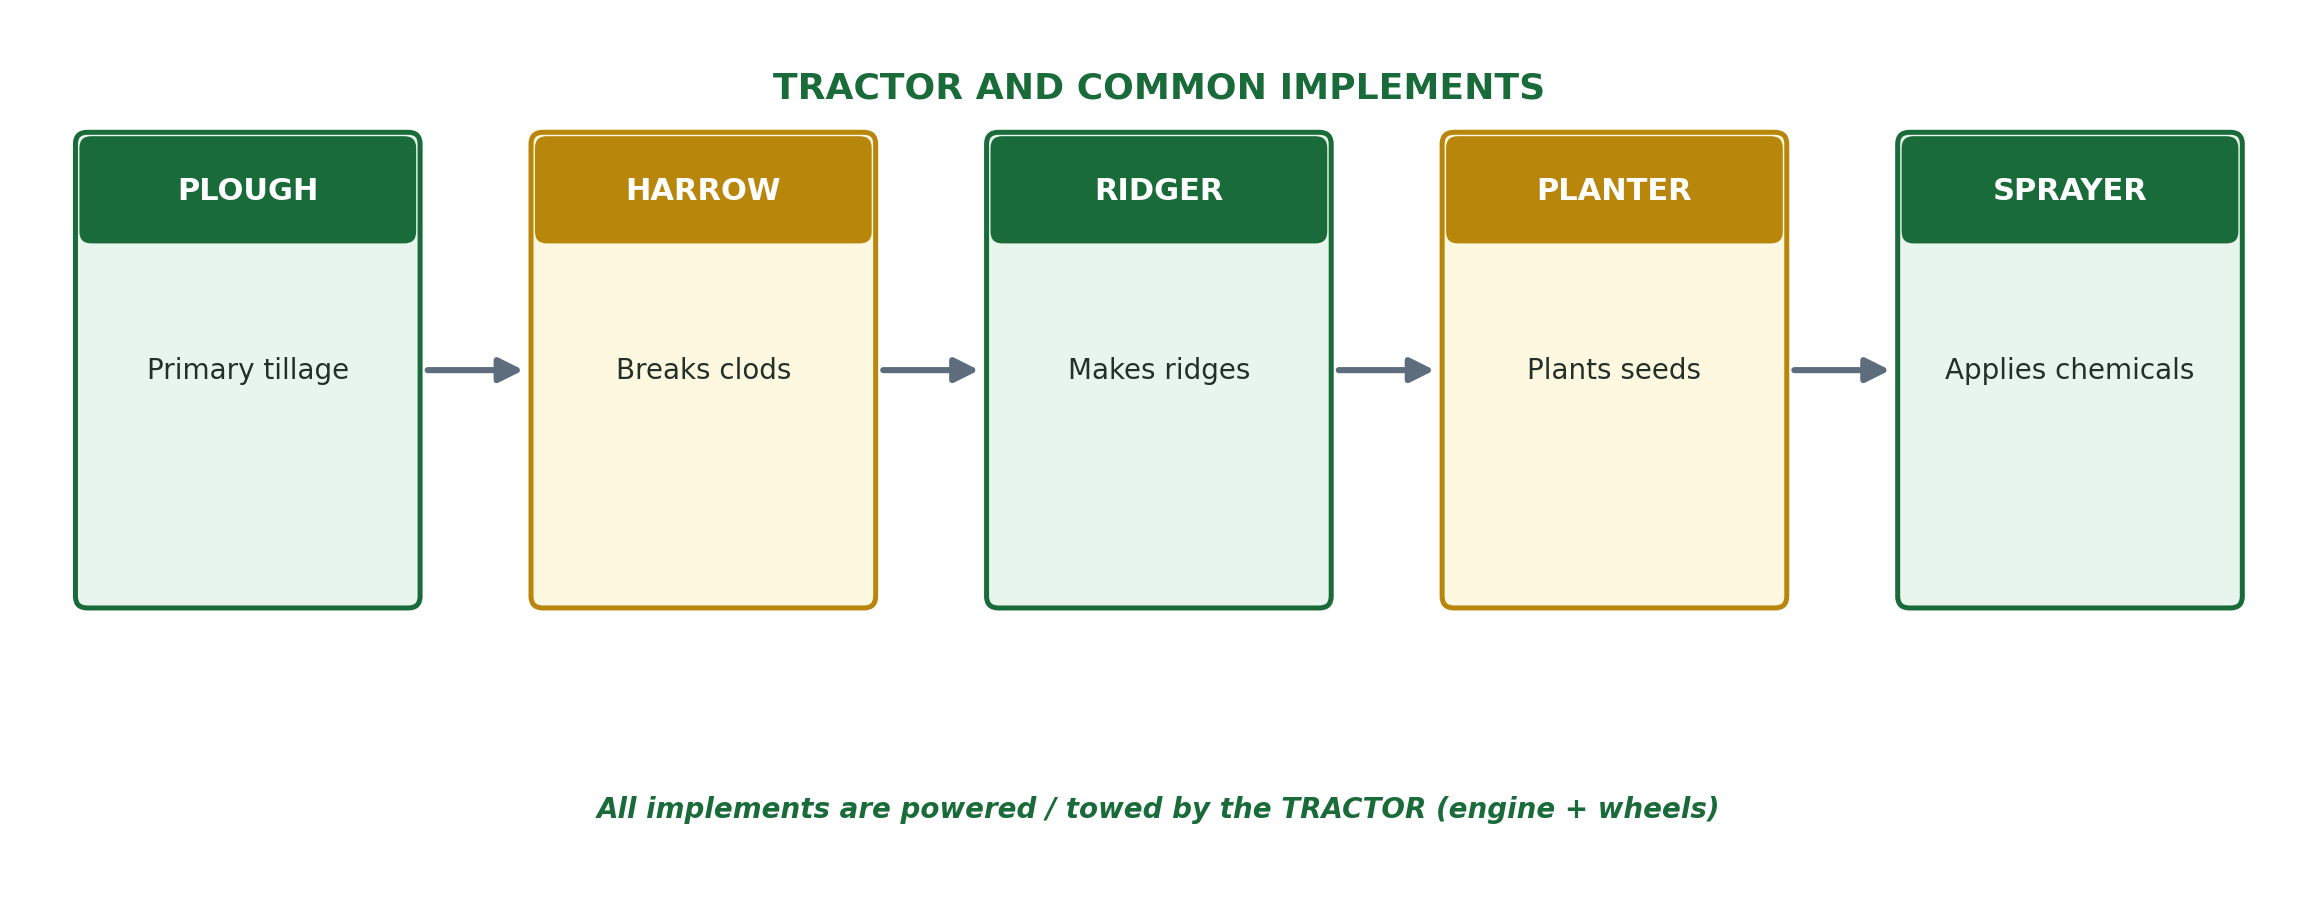 TRACTOR AND COMMON IMPLEMENTS
PLOUGH
Primary tillage
HARROW
Breaks clods
RIDGER
Makes ridges
PLANTER
Plants seeds
SPRAYER
Applies chemicals
All implements are powered / towed by the TRACTOR (engine + wheels)